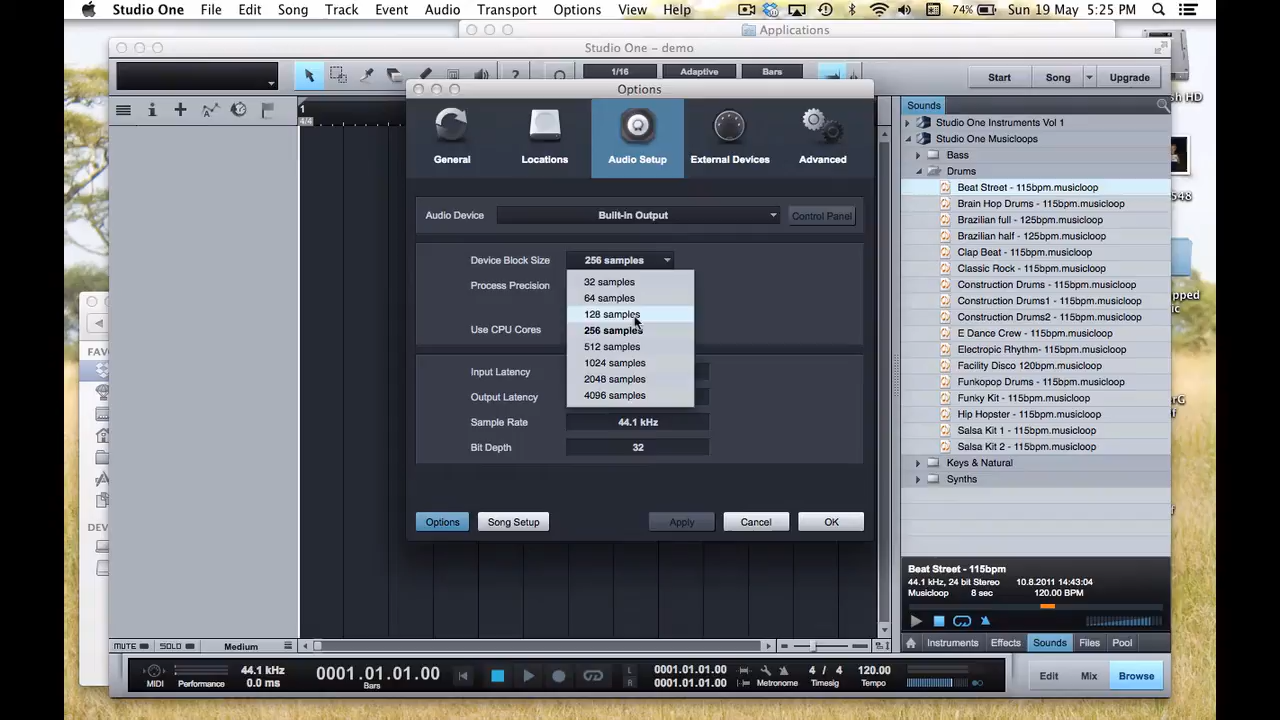 Studio One File Edit Song Track Event Audio Transport Options View Help 74% Sun 19 May 5:25 PM
Applications
Studio One – demo
1/16 Adaptive Bars Start Song Upgrade
Options
1
4/4
General Locations Audio Setup External Devices Advanced
Audio Device Built-in Output Control Panel
Device Block Size 256 samples
Process Precision
Use CPU Cores
32 samples
64 samples
128 samples
256 samples
512 samples
1024 samples
2048 samples
4096 samples
Input Latency
Output Latency
Sample Rate 44.1 kHz
Bit Depth 32
Options Song Setup Apply Cancel OK
Sounds
Studio One Instruments Vol 1
Studio One Musicloops
Bass
Drums
Beat Street - 115bpm.musicloop
Brain Hop Drums - 115bpm.musicloop
Brazilian full - 125bpm.musicloop
Brazilian half - 125bpm.musicloop
Clap Beat - 115bpm.musicloop
Classic Rock - 115bpm.musicloop
Construction Drums - 115bpm.musicloop
Construction Drums1 - 115bpm.musicloop
Construction Drums2 - 115bpm.musicloop
E Dance Crew - 115bpm.musicloop
Electropic Rhythm- 115bpm.musicloop
Facility Disco 120bpm.musicloop
Funkopop Drums - 115bpm.musicloop
Funky Kit - 115bpm.musicloop
Hip Hopster - 115bpm.musicloop
Salsa Kit 1 - 115bpm.musicloop
Salsa Kit 2 - 115bpm.musicloop
Keys & Natural
Synths
Beat Street - 115bpm
44.1 kHz, 24 bit Stereo 10.8.2011 14:43:04
Musicloop 8 sec 120.00 BPM
Instruments Effects Sounds Files Pool
FAVO
DEV
HD
548
MUTE SOLO Medium
MIDI Performance 44.1 kHz 0.0 ms 0001.01.01.00 Bars L R 0001.01.01.00 0001.01.01.00 Metronome 4 / 4 Timesig 120.00 Tempo
Edit Mix Browse